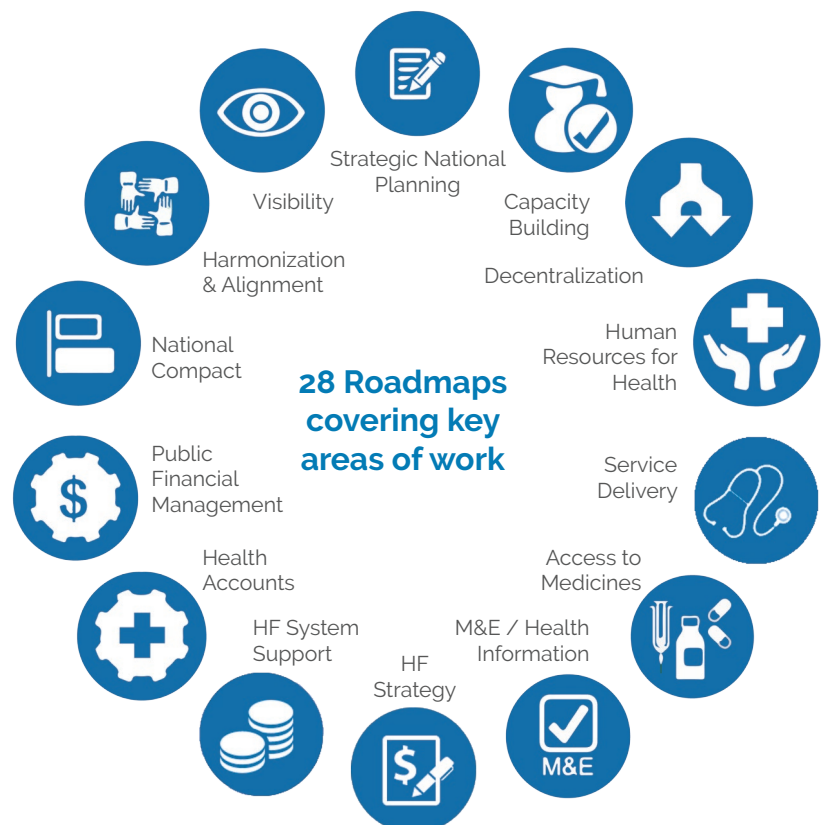 Strategic National
Planning
Capacity
Building
Decentralization
Human
Resources for
Health
Service
Delivery
Access to
Medicines
M&E / Health
Information
M&E
HF
Strategy
$
HF System
Support
Health
Accounts
Public
Financial
Management
$
National
Compact
Harmonization
& Alignment
Visibility
28 Roadmaps
covering key
areas of work